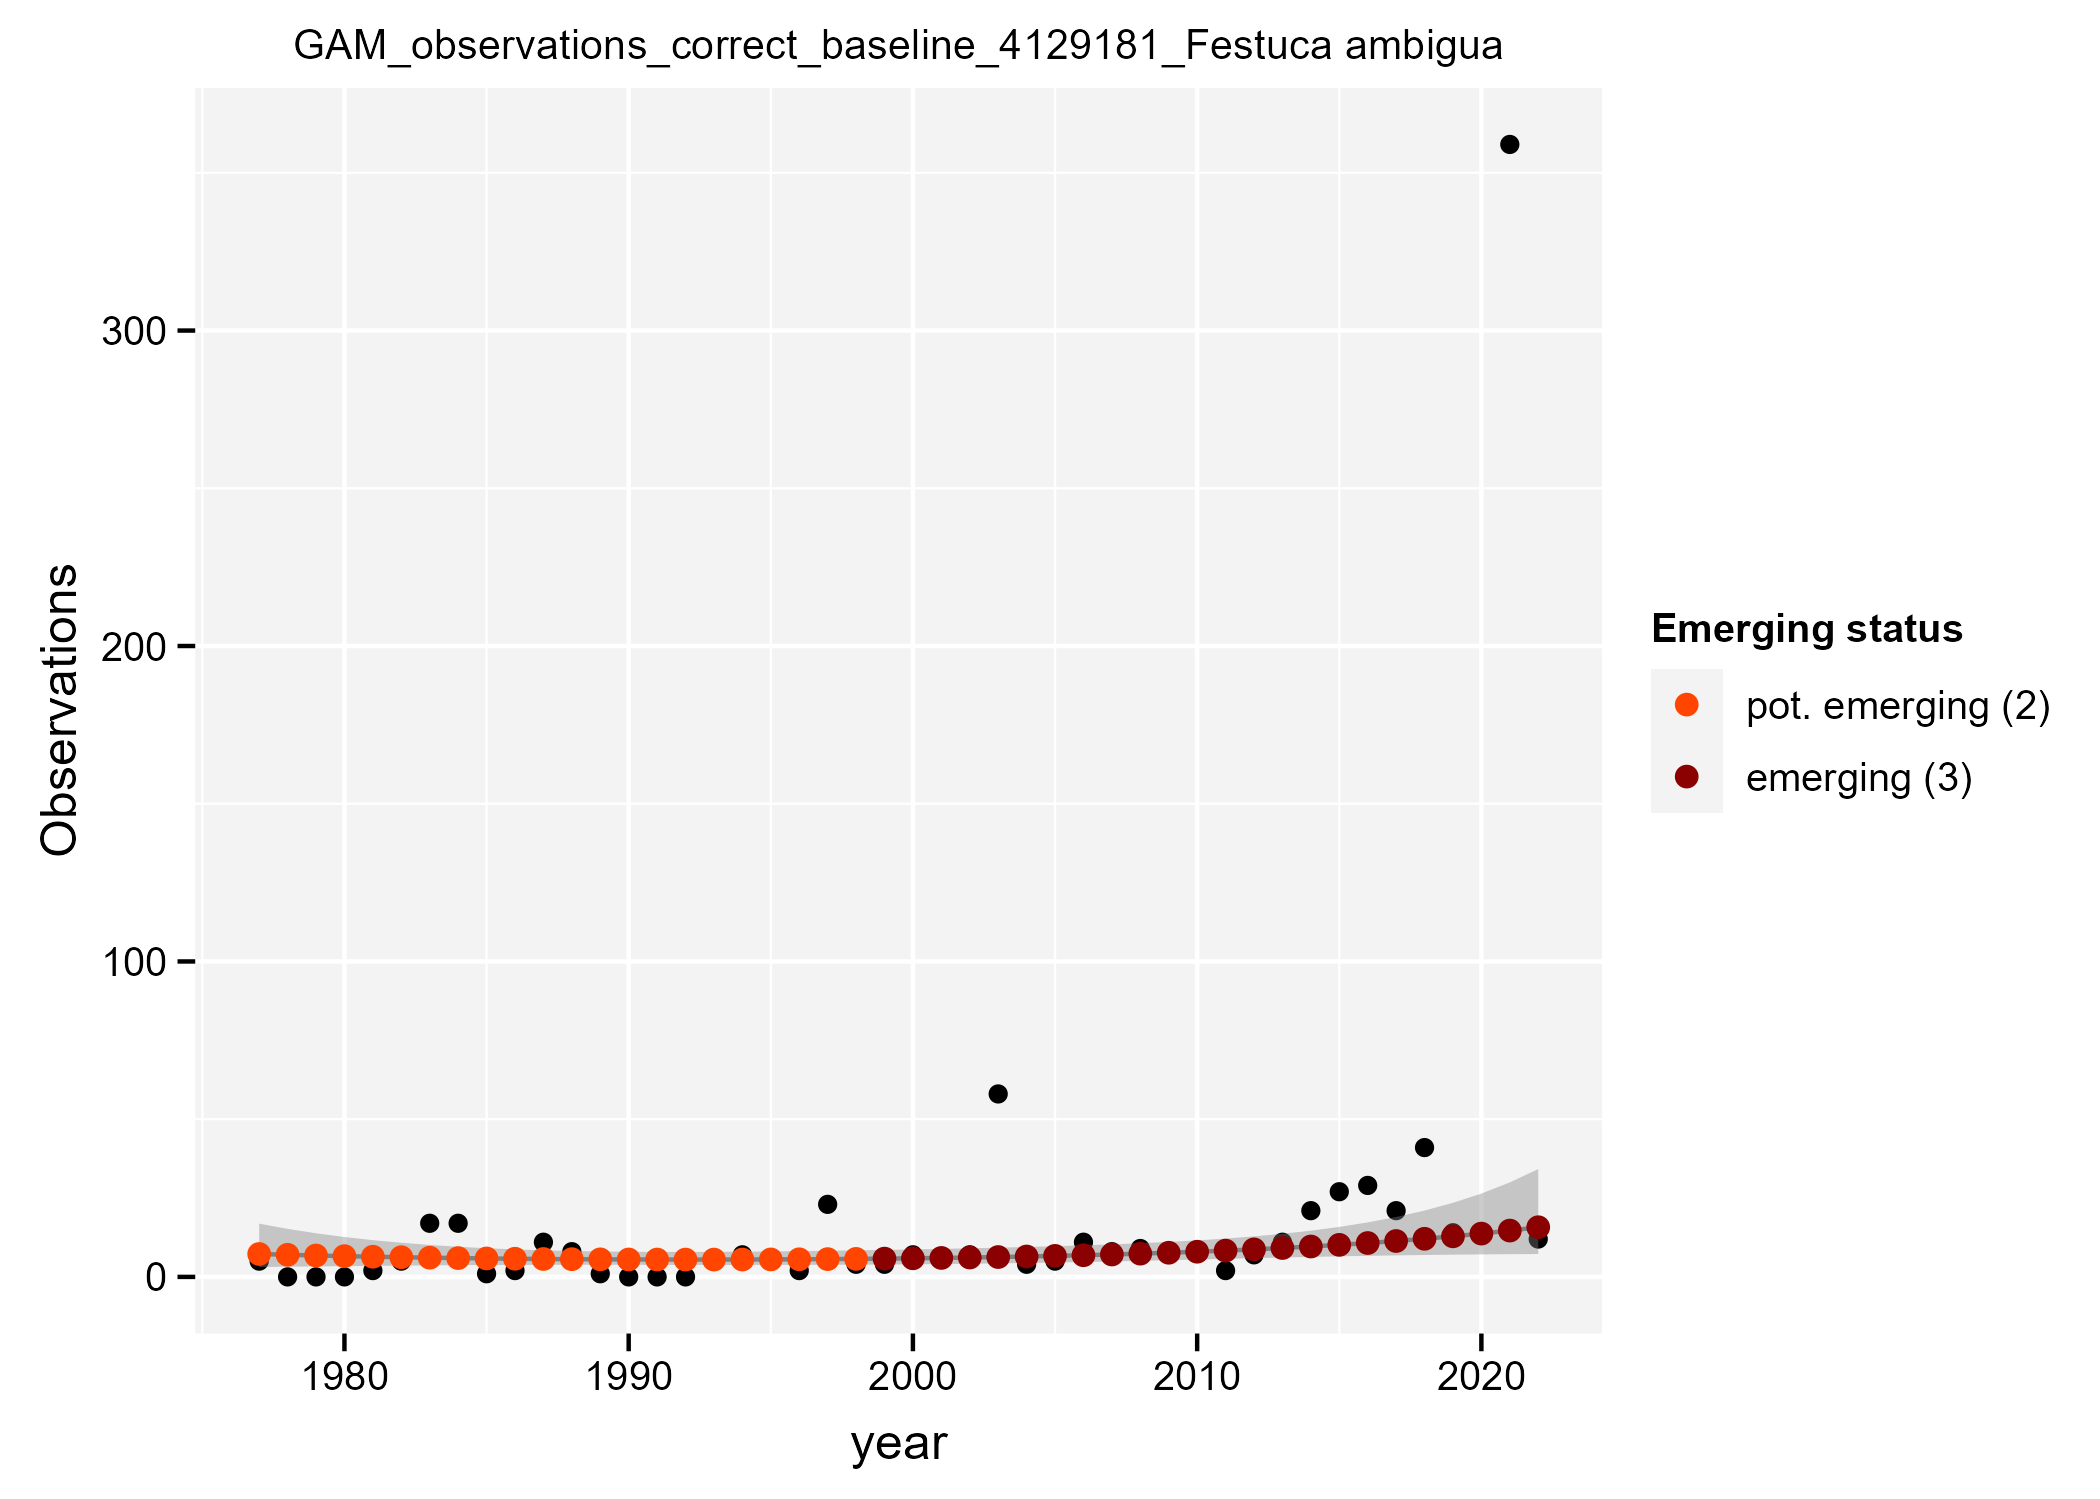 GAM_observations_correct_baseline_4129181_Festuca ambigua
Observations
300
200
100
0
1980 1990 2000 2010 2020
year
Emerging status
pot. emerging (2)
emerging (3)